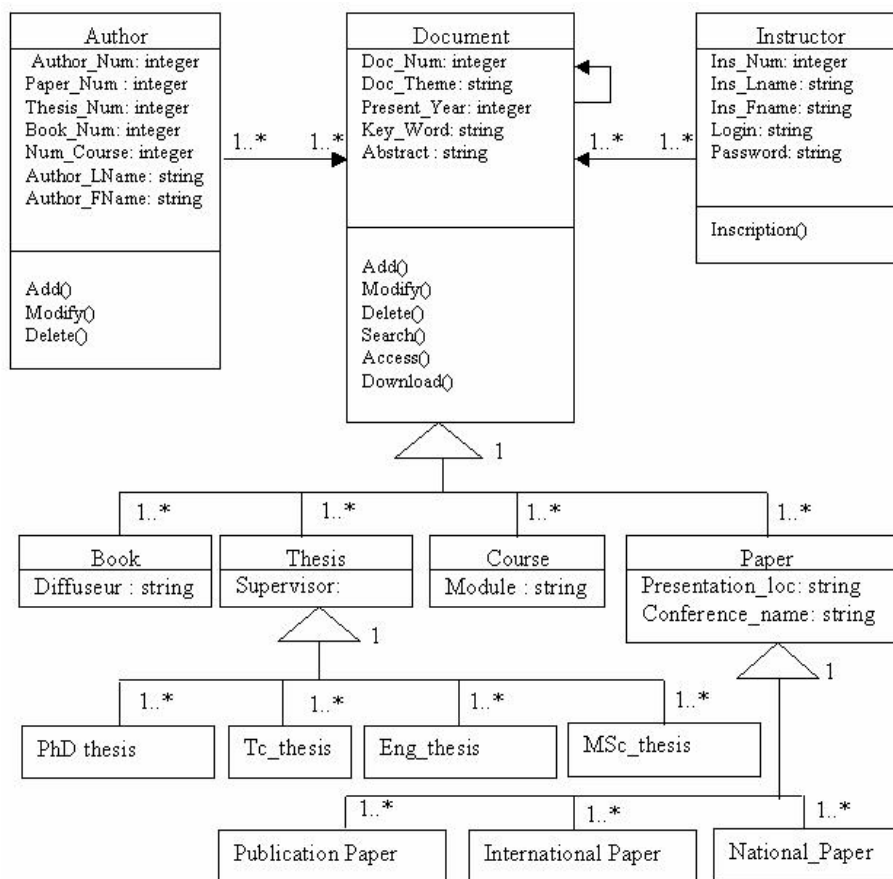 Author
Author_Num: integer
Paper_Num : integer
Thesis_Num: integer
Book_Num: integer
Num_Course: integer
Author_LName: string
Author_FName: string
Add()
Modify()
Delete()
1..*
1..*
Document
Doc_Num: integer
Doc_Theme: string
Present_Year: integer
Key_Word: string
Abstract : string
Add()
Modify()
Delete()
Search()
Access()
Download()
1..*
1..*
Instructor
Ins_Num: integer
Ins_Lname: string
Ins_Fname: string
Login: string
Password: string
Inscription()
1
1..*
1..*
1..*
1..*
Book
Diffuseur : string
Thesis
Supervisor:
Course
Module : string
Paper
Presentation_loc: string
Conference_name: string
1
1
1..*
1..*
1..*
1..*
PhD thesis
Tc_thesis
Eng_thesis
MSc_thesis
1..*
1..*
1..*
Publication Paper
International Paper
National_Paper